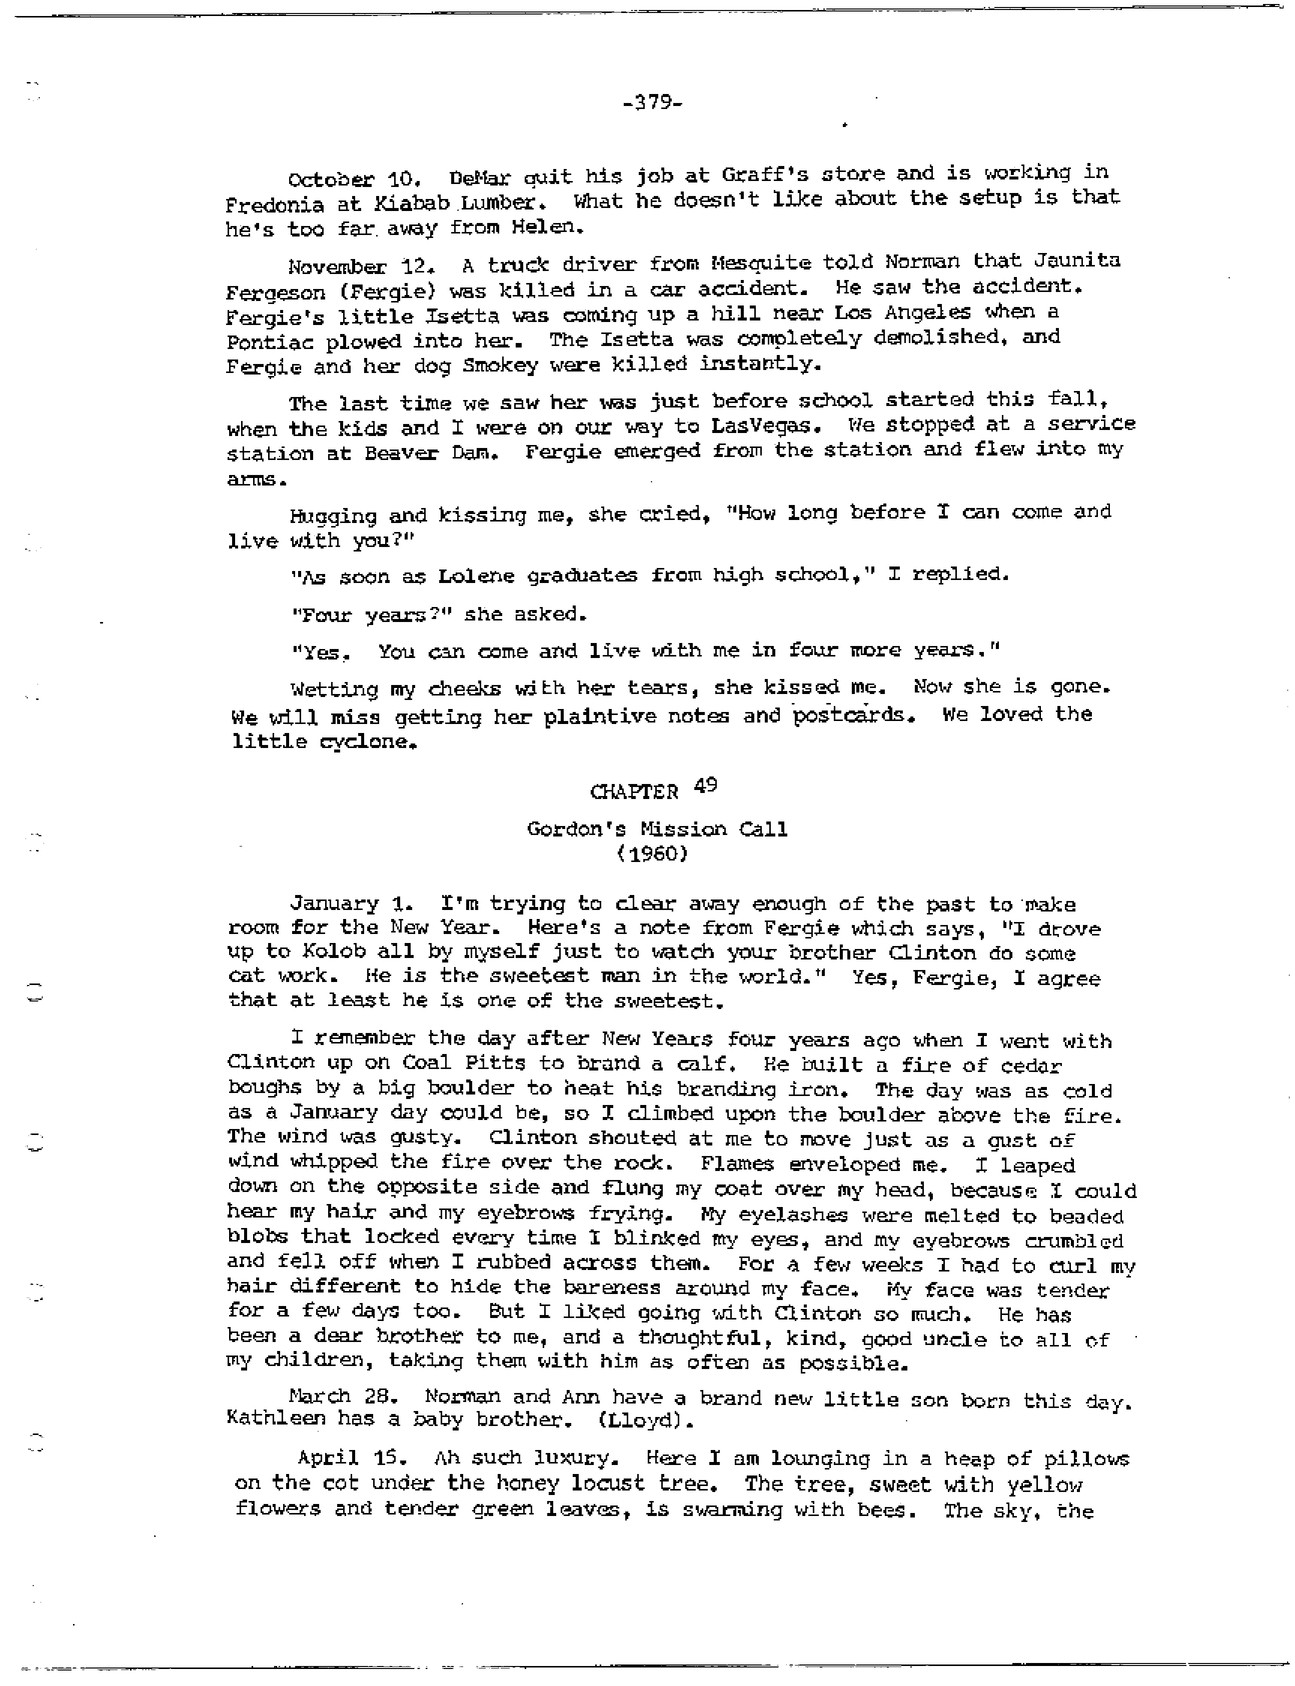 -379-
October 10. DeMar quit his job at Graff's store and is working in
Fredonia at Kiabab Lumber. What he doesn't like about the setup is that
he's too far away from Helen.
November 12. A truck driver from Mesquite told Norman that Jaunita
Fergeson (Fergie) was killed in a car accident. He saw the accident.
Fergie's little Isetta was coming up a hill near Los Angeles when a
Pontiac plowed into her. The Isetta was completely demolished, and
Fergie and her dog Smokey were killed instantly.
The last time we saw her was just before school started this fall,
when the kids and I were on our way to LasVegas. We stopped at a service
station at Beaver Dam. Fergie emerged from the station and flew into my
arms.
Hugging and kissing me, she cried, "How long before I can come and
live with you?"
"As soon as Lolene graduates from high school," I replied.
"Four years?" she asked.
"Yes. You can come and live with me in four more years."
Wetting my cheeks with her tears, she kissed me. Now she is gone.
We will miss getting her plaintive notes and postcards. We loved the
little cyclone.
CHAPTER 49
Gordon's Mission Call
(1960)
January 1. I'm trying to clear away enough of the past to make
room for the New Year. Here's a note from Fergie which says, "I drove
up to Kolob all by myself just to watch your brother Clinton do some
cat work. He is the sweetest man in the world." Yes, Fergie, I agree
that at least he is one of the sweetest.
I remember the day after New Years four years ago when I went with
Clinton up on Coal Pitts to brand a calf. He built a fire of cedar
boughs by a big boulder to heat his branding iron. The day was as cold
as a January day could be, so I climbed upon the boulder above the fire.
The wind was gusty. Clinton shouted at me to move just as a gust of
wind whipped the fire over the rock. Flames enveloped me. I leaped
down on the opposite side and flung my coat over my head, because I could
hear my hair and my eyebrows frying. My eyelashes were melted to beaded
blobs that locked every time I blinked my eyes, and my eyebrows crumbled
and fell off when I rubbed across them. For a few weeks I had to curl my
hair different to hide the bareness around my face. My face was tender
for a few days too. But I liked going with Clinton so much. He has
been a dear brother to me, and a thoughtful, kind, good uncle to all of
my children, taking them with him as often as possible.
March 28. Norman and Ann have a brand new little son born this day.
Kathleen has a baby brother. (Lloyd).
April 15. Ah such luxury. Here I am lounging in a heap of pillows
on the cot under the honey locust tree. The tree, sweet with yellow
flowers and tender green leaves, is swarming with bees. The sky, the